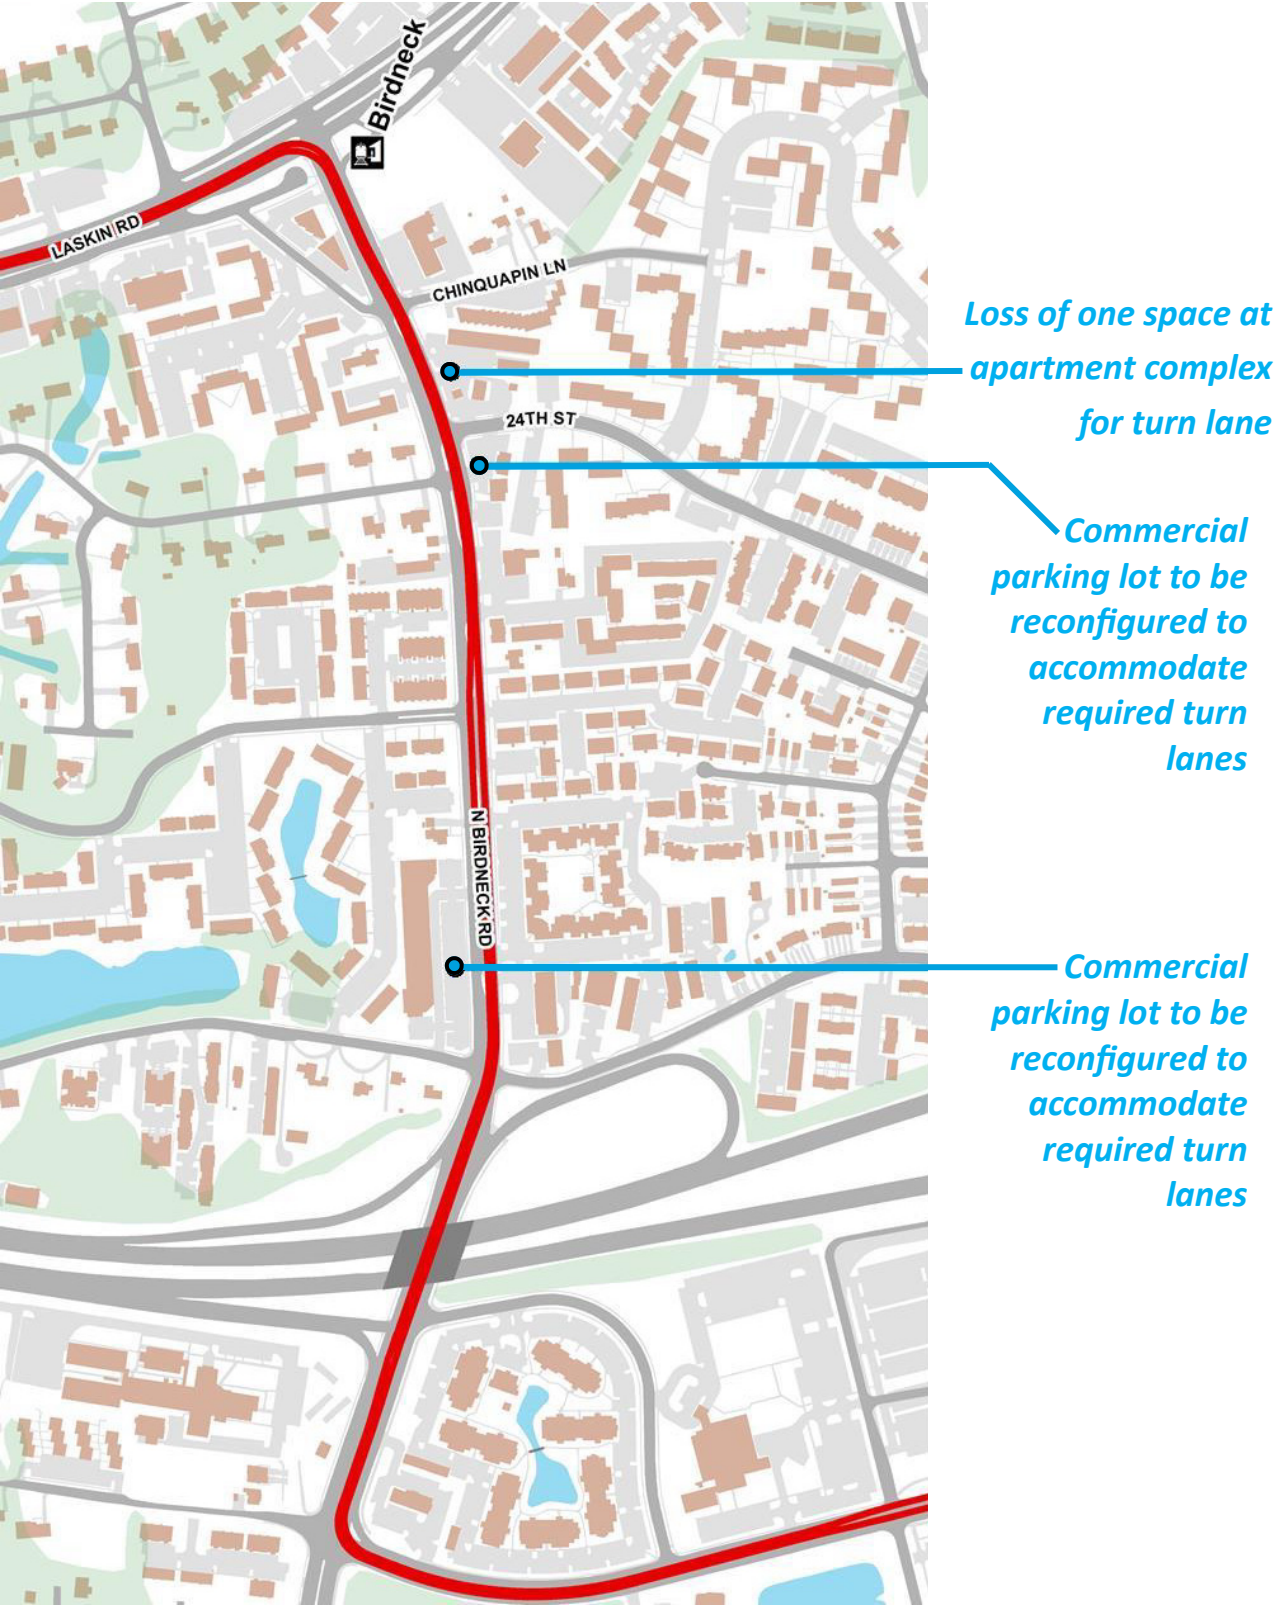 Birdneck
LASKIN RD
CHINQUAPIN LN
24TH ST
N BIRDNECK RD
Loss of one space at
apartment complex
for turn lane
Commercial
parking lot to be
reconfigured to
accommodate
required turn
lanes
Commercial
parking lot to be
reconfigured to
accommodate
required turn
lanes